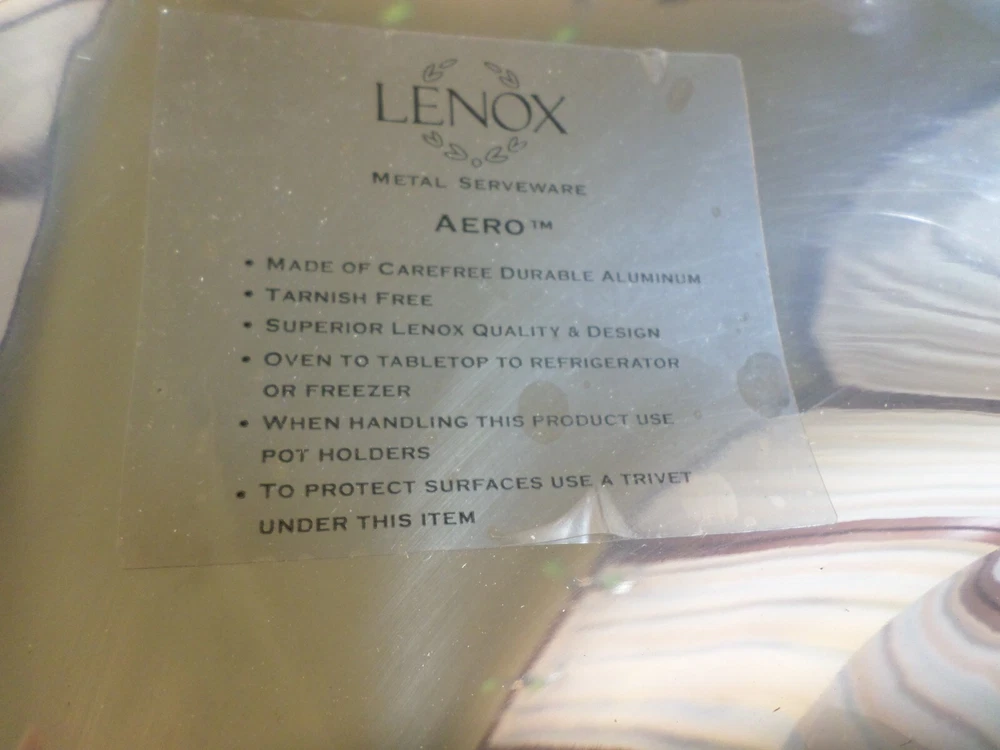 LENOX
METAL SERVEWARE
AERO™
• MADE OF CAREFREE DURABLE ALUMINUM
• TARNISH FREE
• SUPERIOR LENOX QUALITY & DESIGN
• OVEN TO TABLETOP TO REFRIGERATOR
OR FREEZER
• WHEN HANDLING THIS PRODUCT USE
POT HOLDERS
• TO PROTECT SURFACES USE A TRIVET
UNDER THIS ITEM